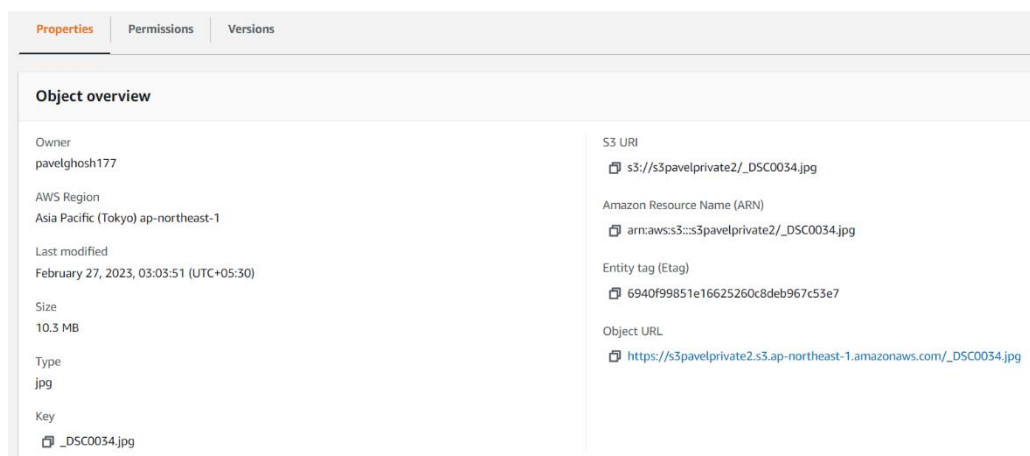 Properties
Permissions
Versions
Object overview
Owner
pavelghosh177
AWS Region
Asia Pacific (Tokyo) ap-northeast-1
Last modified
February 27, 2023, 03:03:51 (UTC+05:30)
Size
10.3 MB
Type
jpg
Key
_DSC0034.jpg
S3 URI
s3://s3pavelprivate2/_DSC0034.jpg
Amazon Resource Name (ARN)
arn:aws:s3:::s3pavelprivate2/_DSC0034.jpg
Entity tag (Etag)
6940f99851e16625260c8deb967c53e7
Object URL
https://s3pavelprivate2.s3.ap-northeast-1.amazonaws.com/_DSC0034.jpg